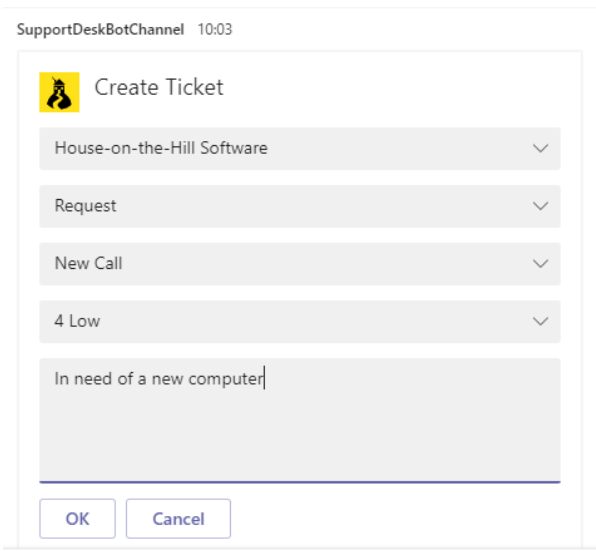 SupportDeskBotChannel 10:03
Create Ticket
House-on-the-Hill Software
Request
New Call
4 Low
In need of a new computer
OK Cancel